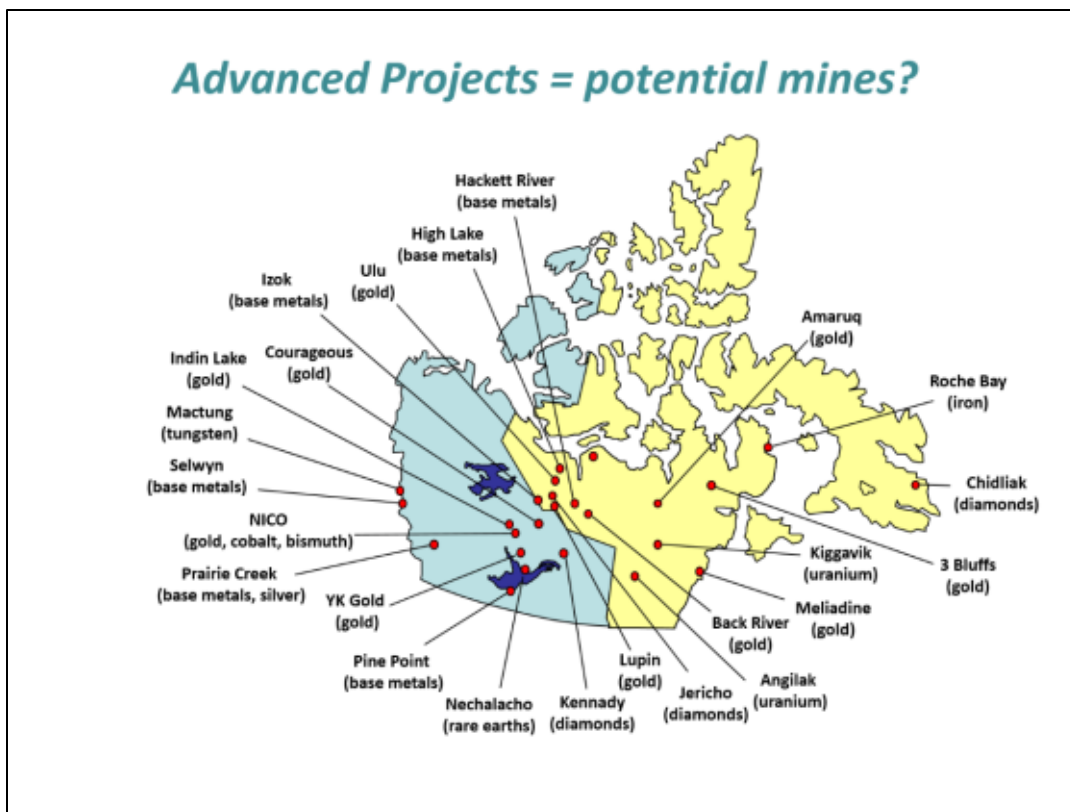 Advanced Projects = potential mines?
Hackett River
(base metals)
High Lake
(base metals)
Ulu
(gold)
Izok
(base metals)
Courageous
(gold)
Indin Lake
(gold)
Mactung
(tungsten)
Selwyn
(base metals)
NICO
(gold, cobalt, bismuth)
Prairie Creek
(base metals, silver)
YK Gold
(gold)
Pine Point
(base metals)
Nechalacho
(rare earths)
Kennady
(diamonds)
Lupin
(gold)
Jericho
(diamonds)
Angilak
(uranium)
Back River
(gold)
Meliadine
(gold)
Kiggavik
(uranium)
3 Bluffs
(gold)
Chidliak
(diamonds)
Roche Bay
(iron)
Amaruq
(gold)